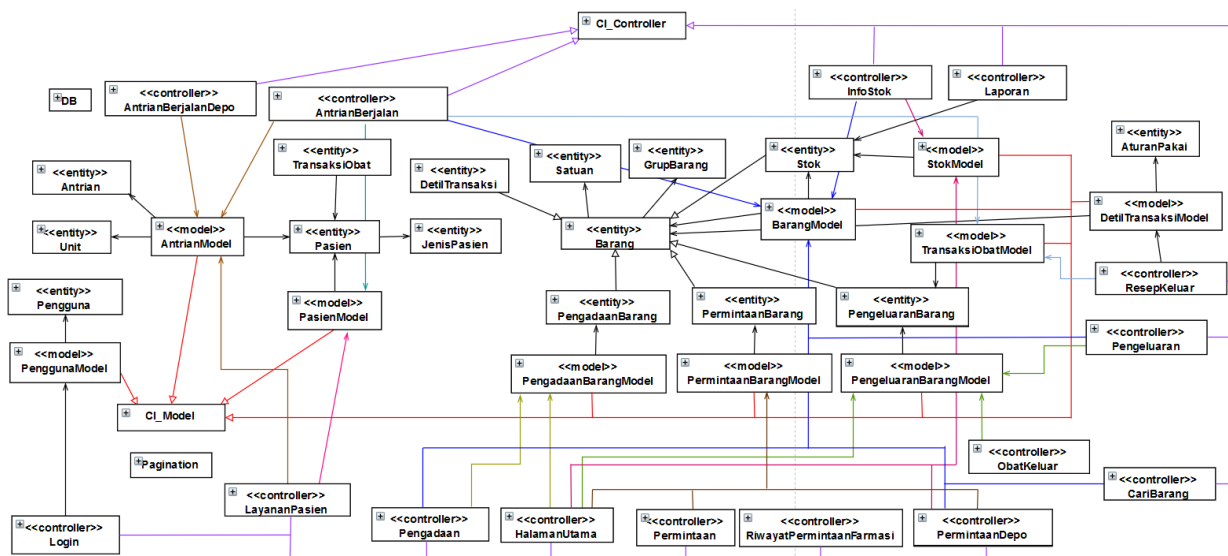 CI_Controller
DB
<<controller>>
AntrianBerjalanDepo
<<controller>>
AntrianBerjalan
<<controller>>
InfoStok
<<controller>>
Laporan
<<entity>>
Antrian
<<entity>>
TransaksiObat
<<entity>>
DetilTransaksi
<<entity>>
Satuan
<<entity>>
GrupBarang
<<entity>>
Stok
<<model>>
StokModel
<<entity>>
AturanPakai
<<entity>>
Unit
<<model>>
AntrianModel
<<entity>>
Pasien
<<entity>>
JenisPasien
<<entity>>
Barang
<<model>>
BarangModel
<<model>>
TransaksiObatModel
<<model>>
DetilTransaksiModel
<<entity>>
Pengguna
<<model>>
PasienModel
<<entity>>
PengadaanBarang
<<entity>>
PermintaanBarang
<<entity>>
PengeluaranBarang
<<controller>>
ResepKeluar
<<model>>
PenggunaModel
<<model>>
PengadaanBarangModel
<<model>>
PermintaanBarangModel
<<model>>
PengeluaranBarangModel
<<controller>>
Pengeluaran
CI_Model
Pagination
<<controller>>
ObatKeluar
<<controller>>
LayananPasien
<<controller>>
CariBarang
<<controller>>
Login
<<controller>>
Pengadaan
<<controller>>
HalamanUtama
<<controller>>
Permintaan
<<controller>>
RiwayatPermintaanFarmasi
<<controller>>
PermintaanDepo